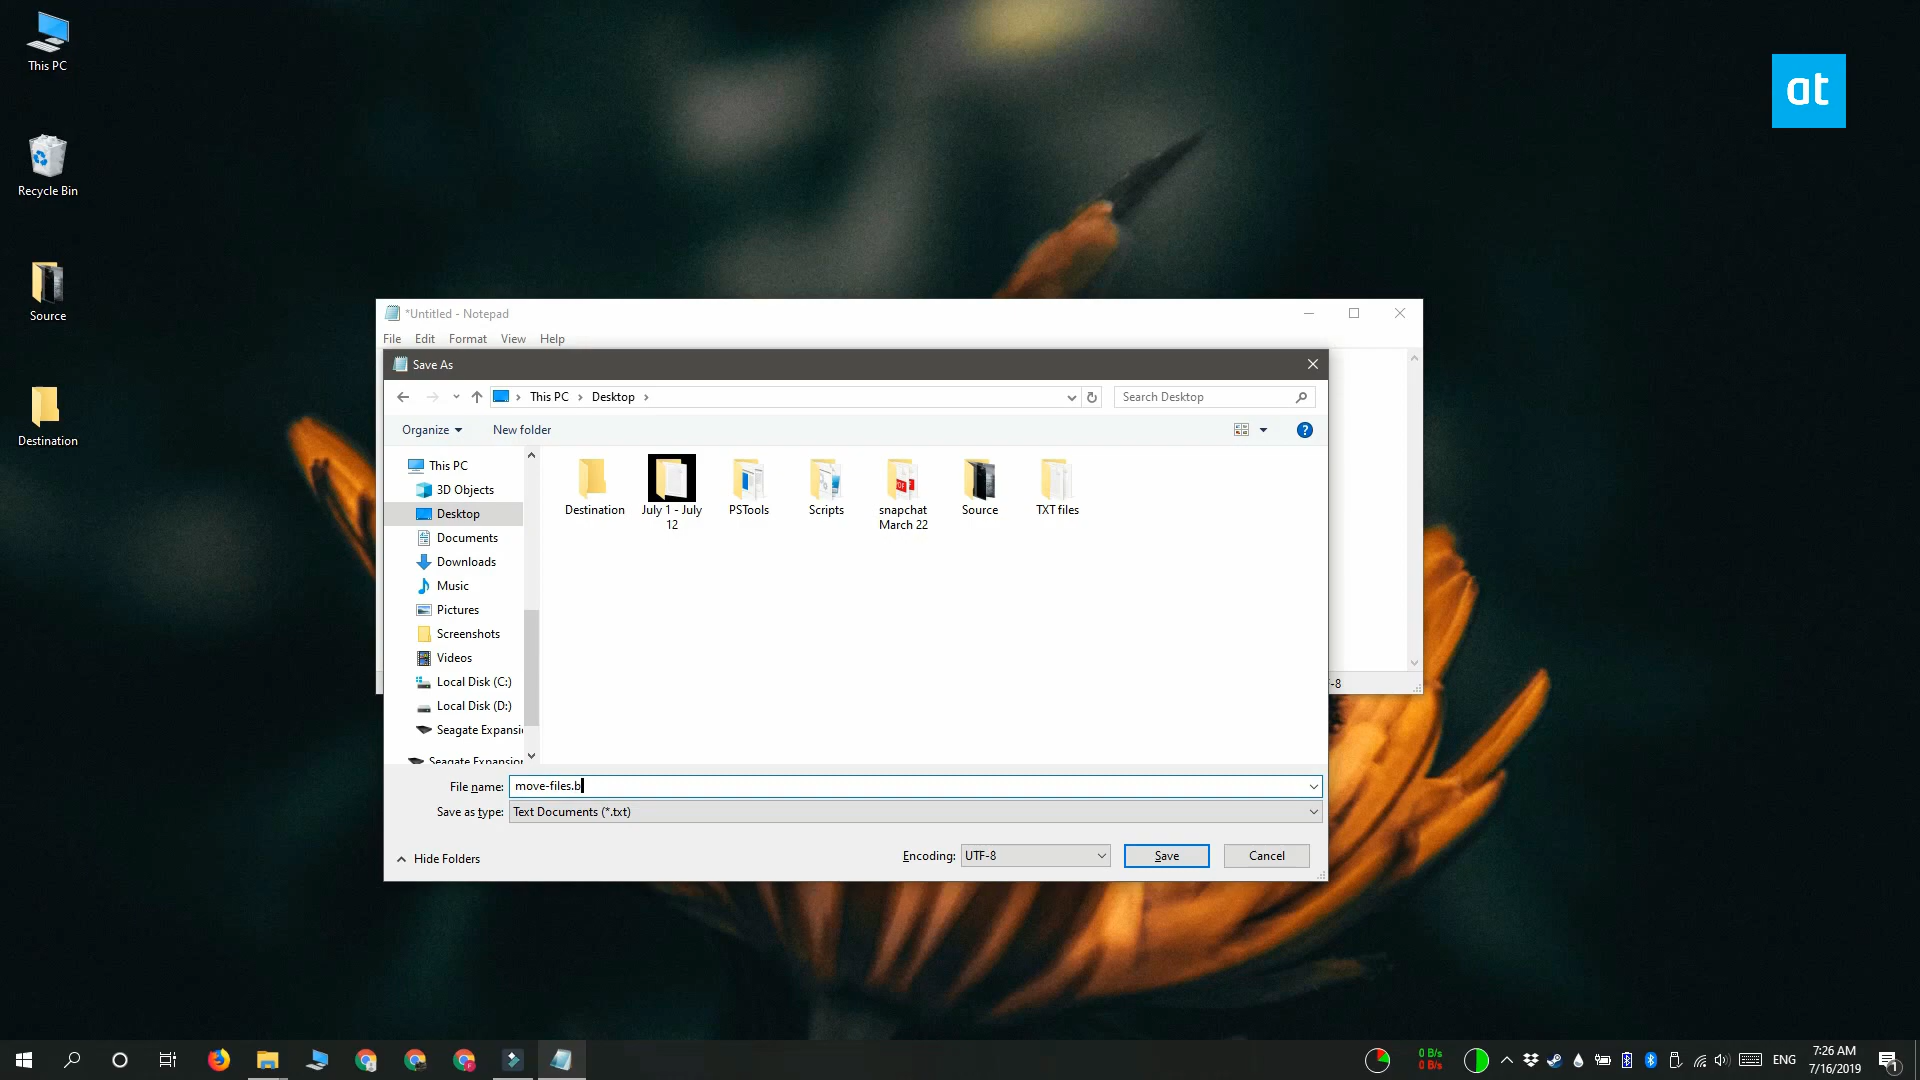 This PC
Recycle Bin
Source
Destination
at
*Untitled - Notepad
File Edit Format View Help
Save As
This PC Desktop
Search Desktop
Organize New folder
?
This PC
3D Objects
Desktop
Documents
Downloads
Music
Pictures
Screenshots
Videos
Local Disk (C:)
Local Disk (D:)
Seagate Expansi
Seagate Expansion
Destination
July 1 - July
12
PSTools
Scripts
snapchat
March 22
Source
TXT files
-8
File name: move-files.b
Save as type: Text Documents (*.txt)
Hide Folders
Encoding: UTF-8
Save
Cancel
0 B/s
0 B/s
ENG
7:26 AM
7/16/2019
1